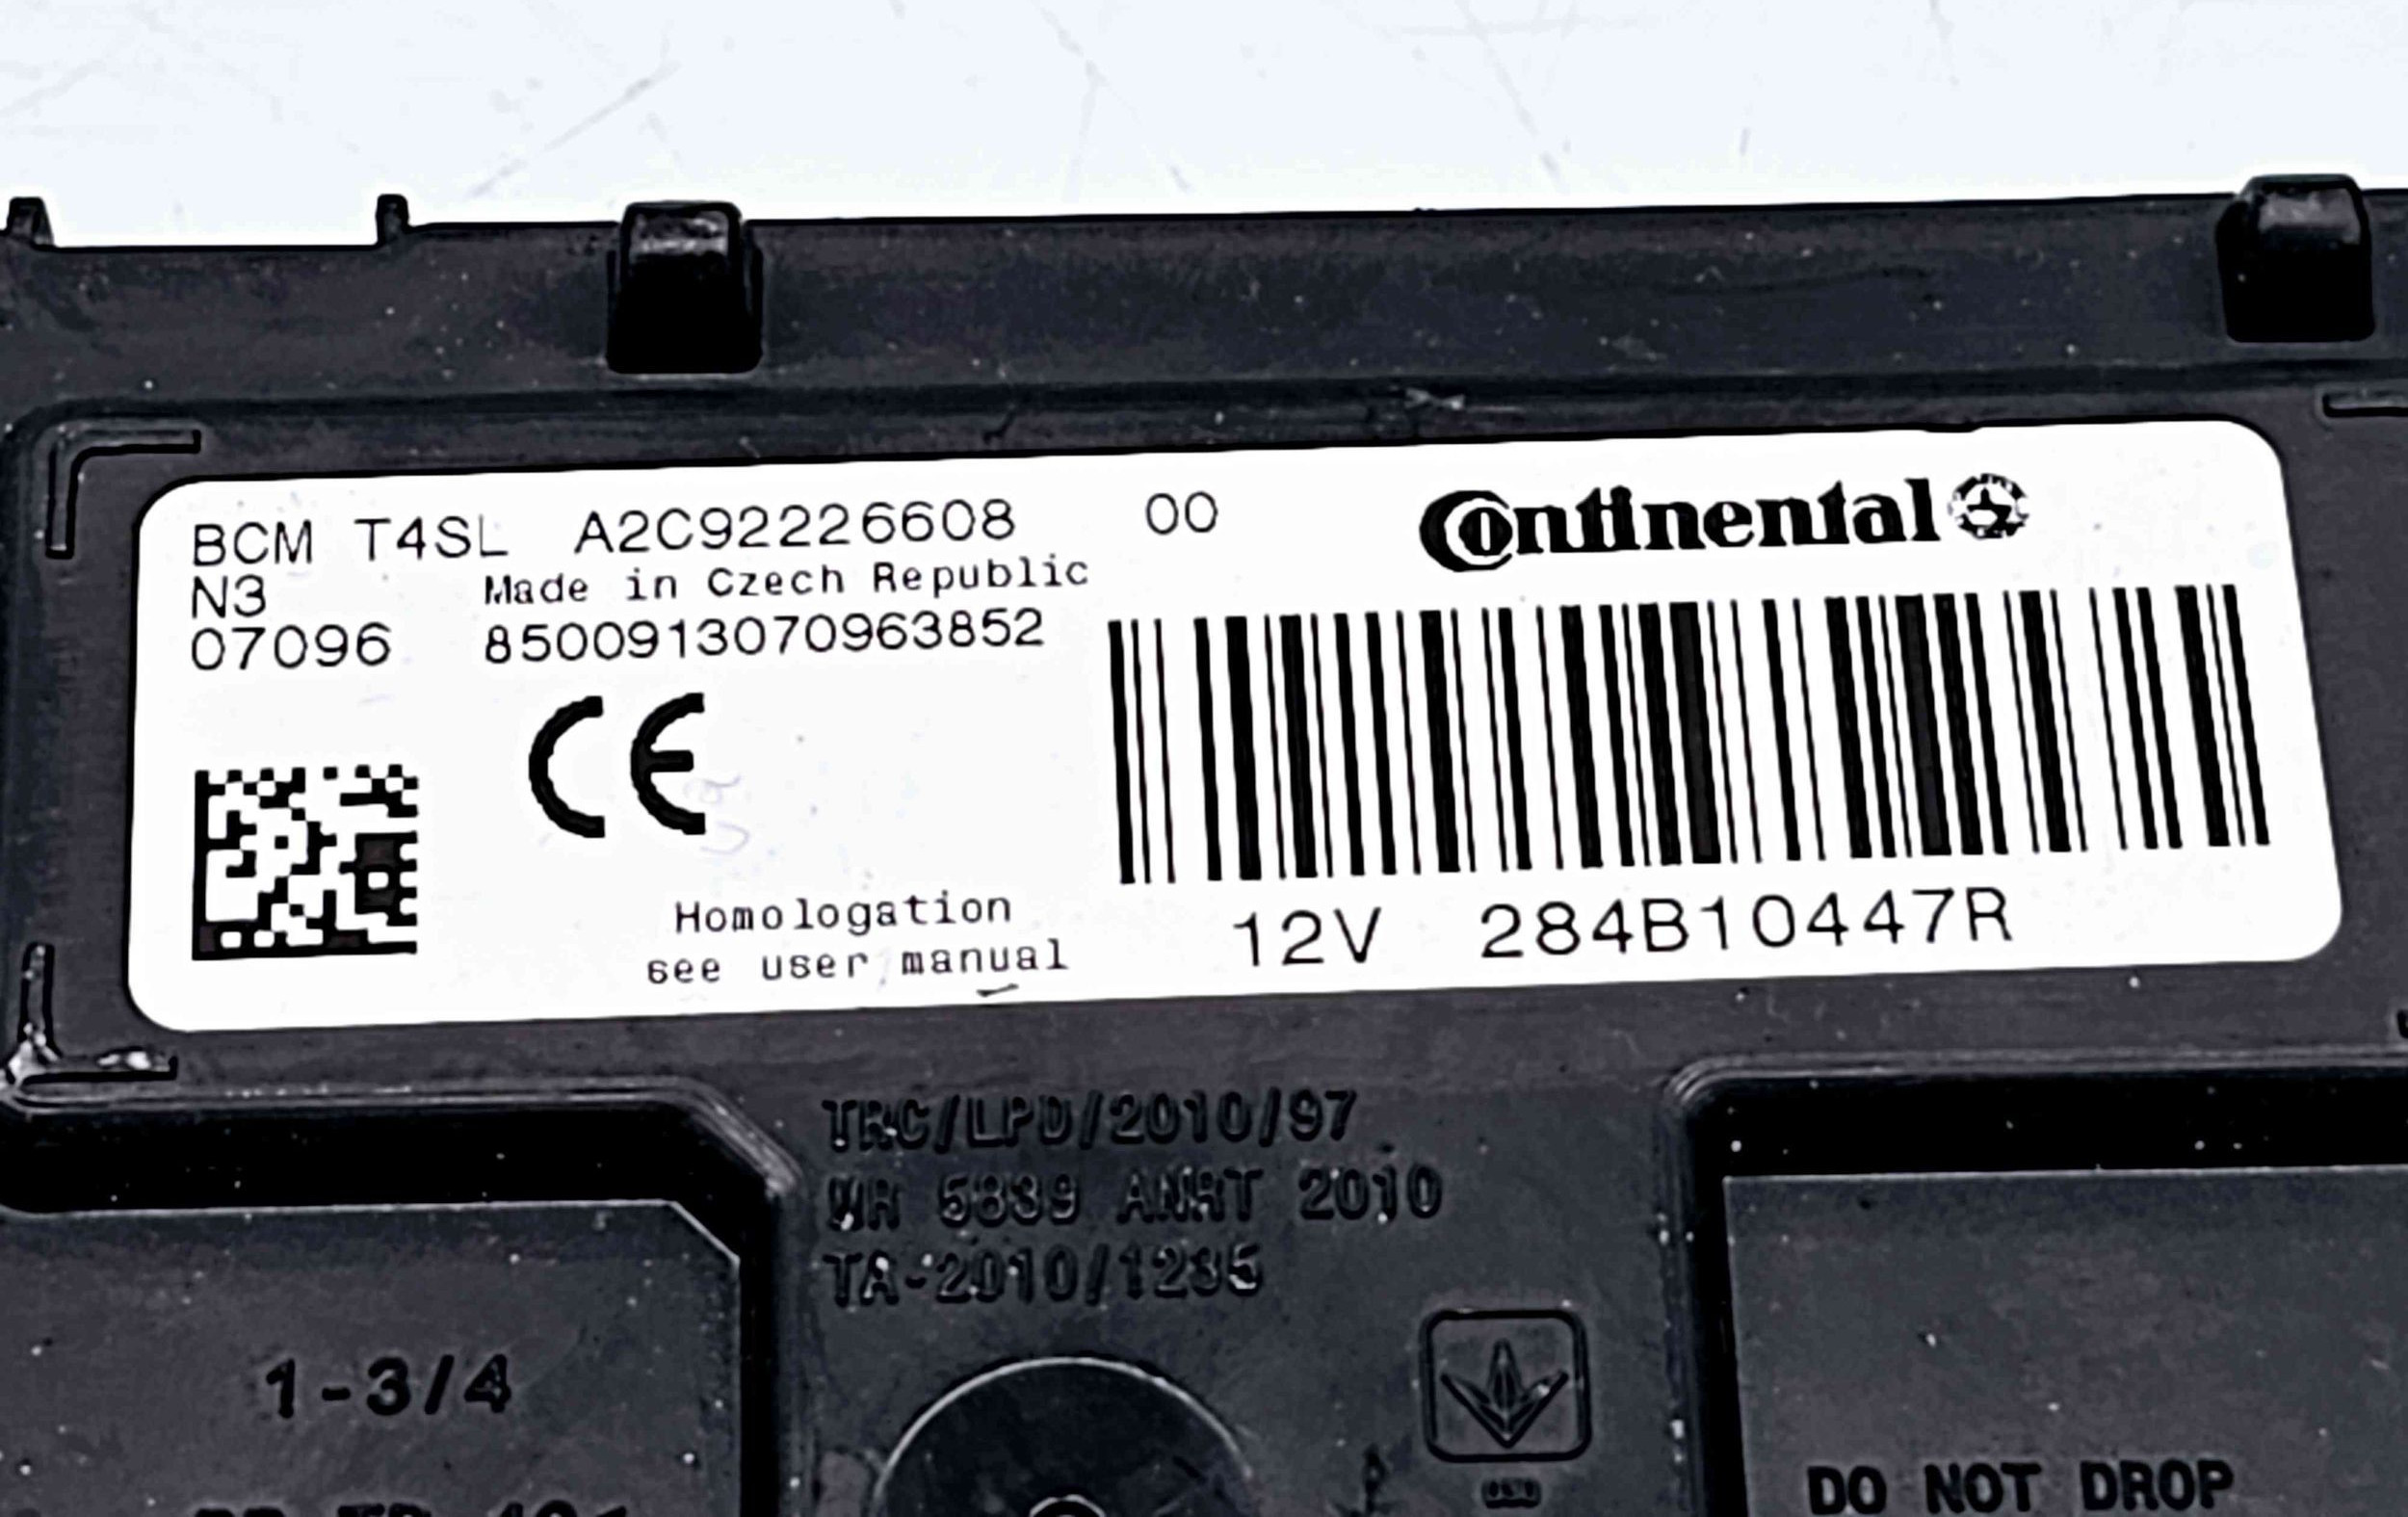 BCM T4SL A2C92226608 00
N3 Made in Czech Republic
07096 8500913070963852
Continental
CE
Homologation
see user manual
12V 284B10447R
TRC/LPD/2010/97
MR 5839 ANRT 2010
TA-2010/1235
1-3/4
DO NOT DROP